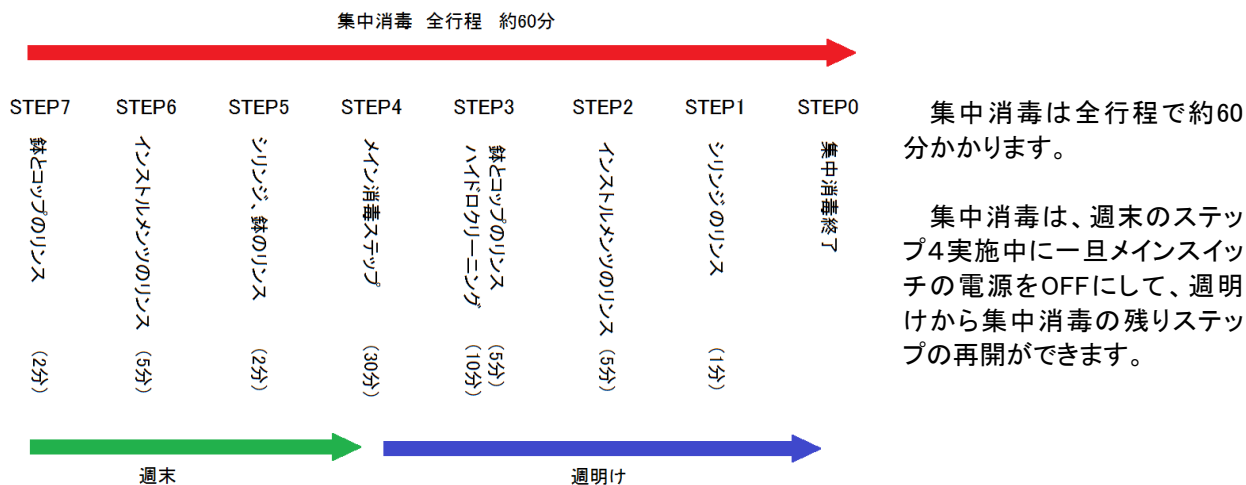 集中消毒 全行程 約60分
STEP7
STEP6
STEP5
STEP4
STEP3
STEP2
STEP1
STEP0
鉢とコップのリンス
(2分)
インストルメンツのリンス
(5分)
シリンジ、鉢のリンス
(2分)
メイン消毒ステップ
(30分)
鉢とコップのリンス
(5分)
ハイドロクリーニング
(10分)
インストルメンツのリンス
(5分)
シリンジのリンス
(1分)
集中消毒終了
週末
週明け
集中消毒は全行程で約60
分かかります。
集中消毒は、週末のステッ
プ4実施中に一旦メインスイッ
チの電源をOFFにして、週明
けから集中消毒の残りステッ
プの再開ができます。